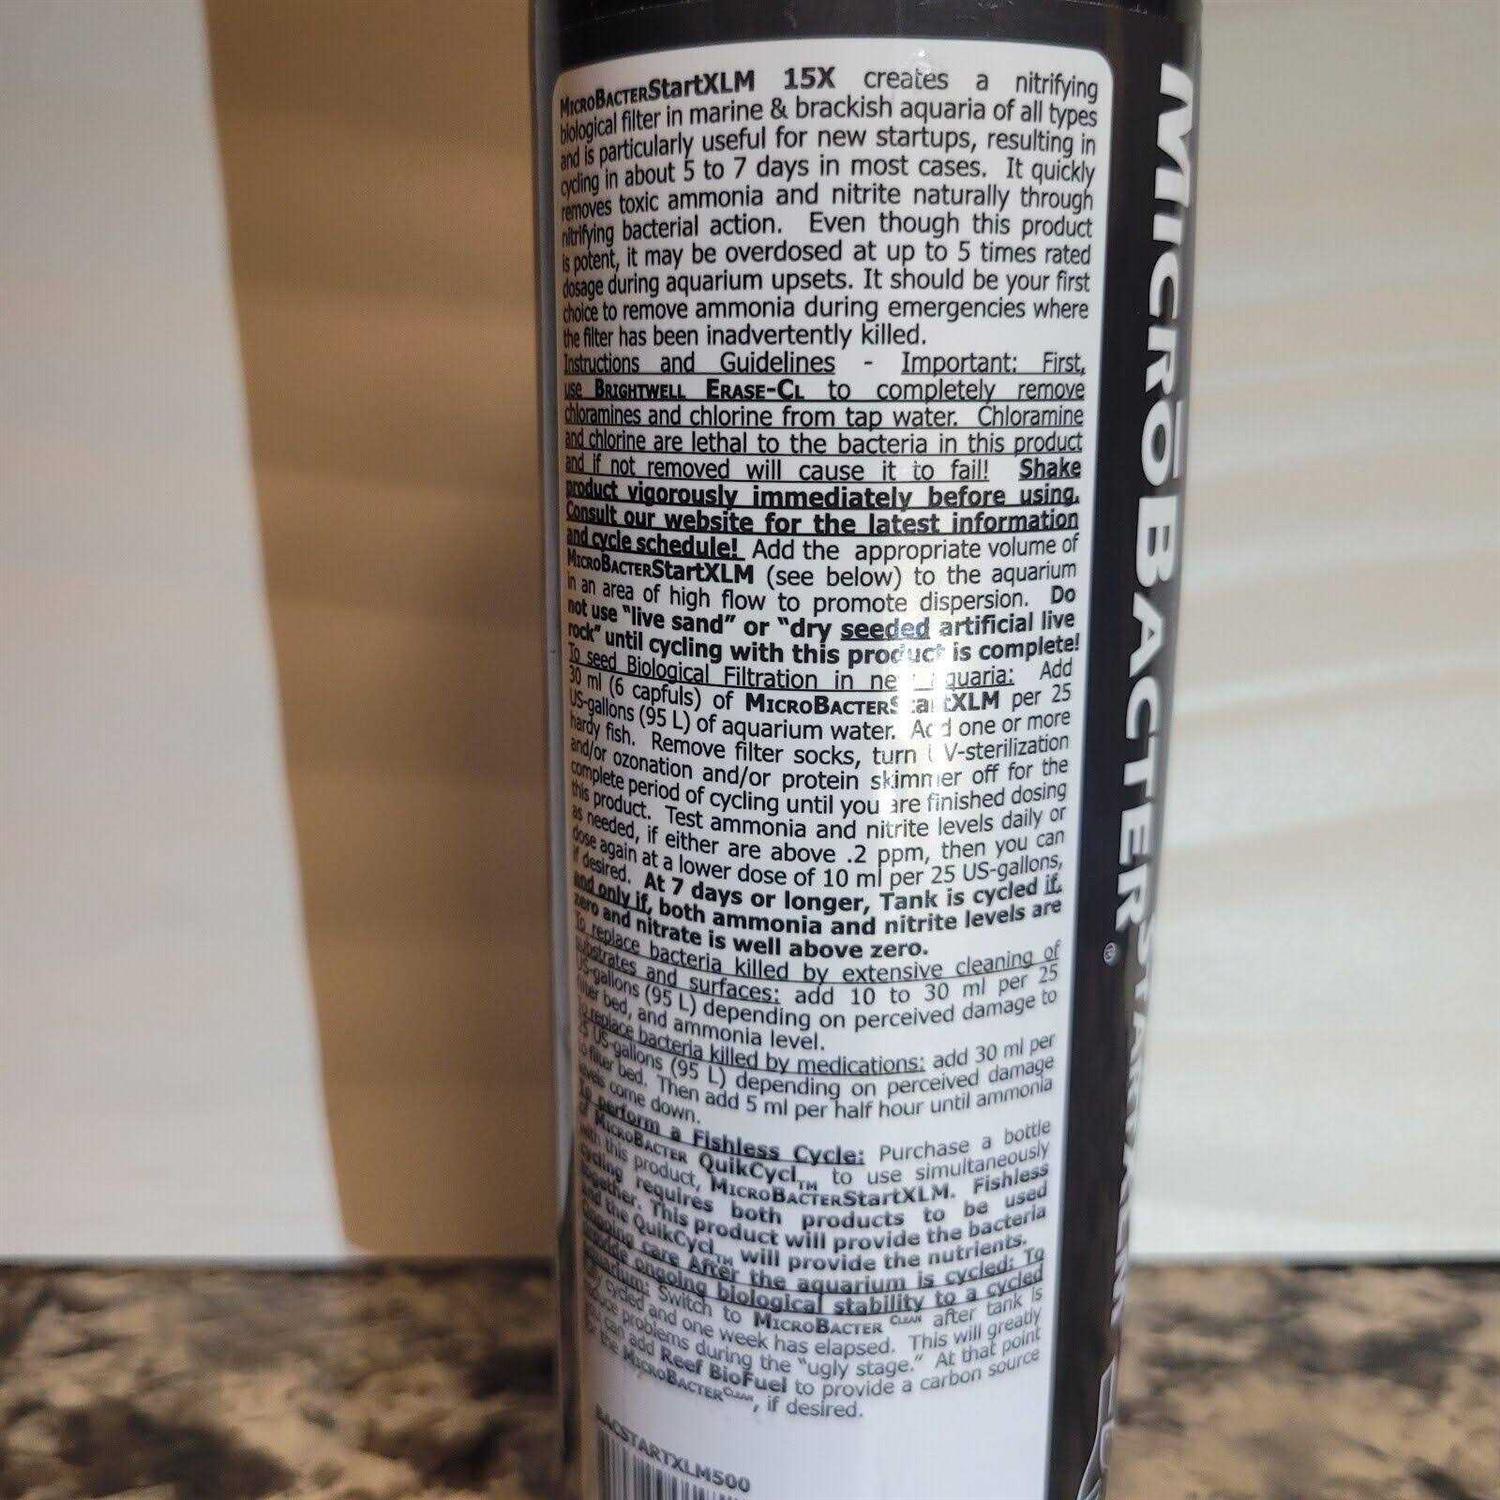 MICROBACTERStartXLM 15X creates a nitrifying
biological filter in marine & brackish aquaria of all types
and is particularly useful for new startups, resulting in
cycling in about 5 to 7 days in most cases. It quickly
removes toxic ammonia and nitrite naturally through
nitrifying bacterial action. Even though this product
is potent, it may be overdosed at up to 5 times rated
dosage during aquarium upsets. It should be your first
choice to remove ammonia during emergencies where
the filter has been inadvertently killed.
Instructions and Guidelines - Important: First,
use BRIGHTWELL ERASE-CL to completely remove
chloramines and chlorine from tap water. Chloramine
and chlorine are lethal to the bacteria in this product
and if not removed will cause it to fail! Shake
product vigorously immediately before using.
Consult our website for the latest information
and cycle schedule! Add the appropriate volume of
MICROBACTERStartXLM (see below) to the aquarium
in an area of high flow to promote dispersion. Do
not use "live sand" or "dry seeded artificial live
rock" until cycling with this product is complete!
To seed Biological Filtration in new aquaria: Add
30 ml (6 capfuls) of MICROBACTERStartXLM per 25
US-gallons (95 L) of aquarium water. Add one or more
hardy fish. Remove filter socks, turn UV-sterilization
and/or ozonation and/or protein skimmer off for the
complete period of cycling until you are finished dosing
this product. Test ammonia and nitrite levels daily or
as needed, if either are above .2 ppm, then you can
dose again at a lower dose of 10 ml per 25 US-gallons,
if desired. At 7 days or longer, Tank is cycled if,
and only if, both ammonia and nitrite levels are
zero and nitrate is well above zero.
To replace bacteria killed by extensive cleaning of
substrates and surfaces: add 10 to 30 ml per 25
US-gallons (95 L) depending on perceived damage to
filter bed, and ammonia level.
To replace bacteria killed by medications: add 30 ml per
25 US-gallons (95 L) depending on perceived damage
to filter bed. Then add 5 ml per half hour until ammonia
levels come down.
To perform a Fishless Cycle: Purchase a bottle
of MICROBACTER QuikCycl™ to use simultaneously
with this product, MICROBACTERStartXLM. Fishless
cycling requires both products to be used
together. This product will provide the bacteria
and the QuikCycl™ will provide the nutrients.
Ongoing care After the aquarium is cycled: To
provide ongoing biological stability to a cycled
aquarium: Switch to MICROBACTER CLEAN after tank is
cycled and one week has elapsed. This will greatly
reduce problems during the "ugly stage." At that point
you can add Reef BioFuel to provide a carbon source
for the MICROBACTER CLEAN, if desired.
BACSTARTXLM500
MICRŌBACTER®